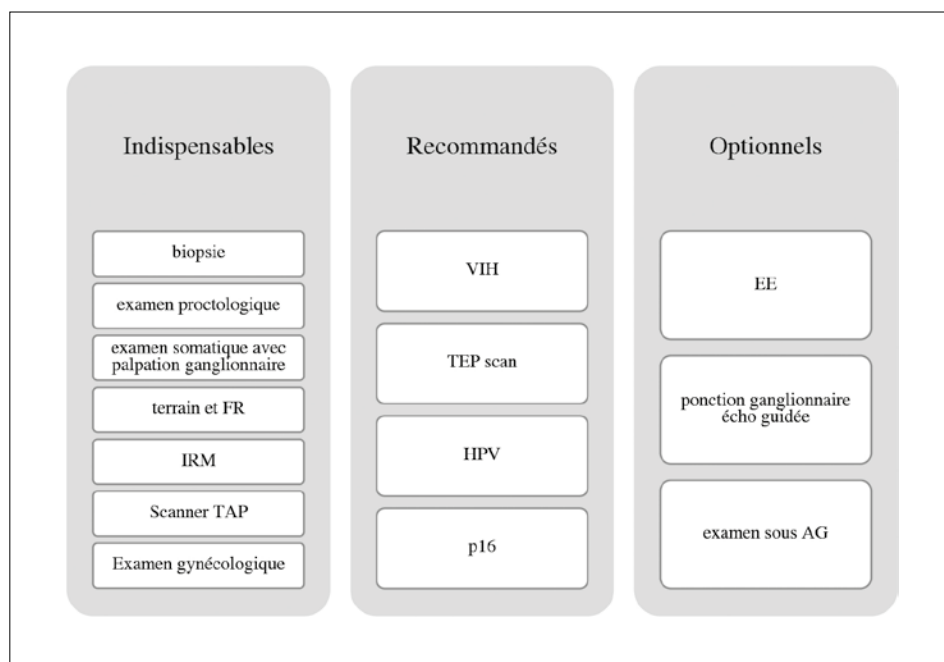 Indispensables
biopsie
examen proctologique
examen somatique avec
palpation ganglionnaire
terrain et FR
IRM
Scanner TAP
Examen gynécologique
Recommandés
VIH
TEP scan
HPV
p16
Optionnels
EE
ponction ganglionnaire
écho guidée
examen sous AG